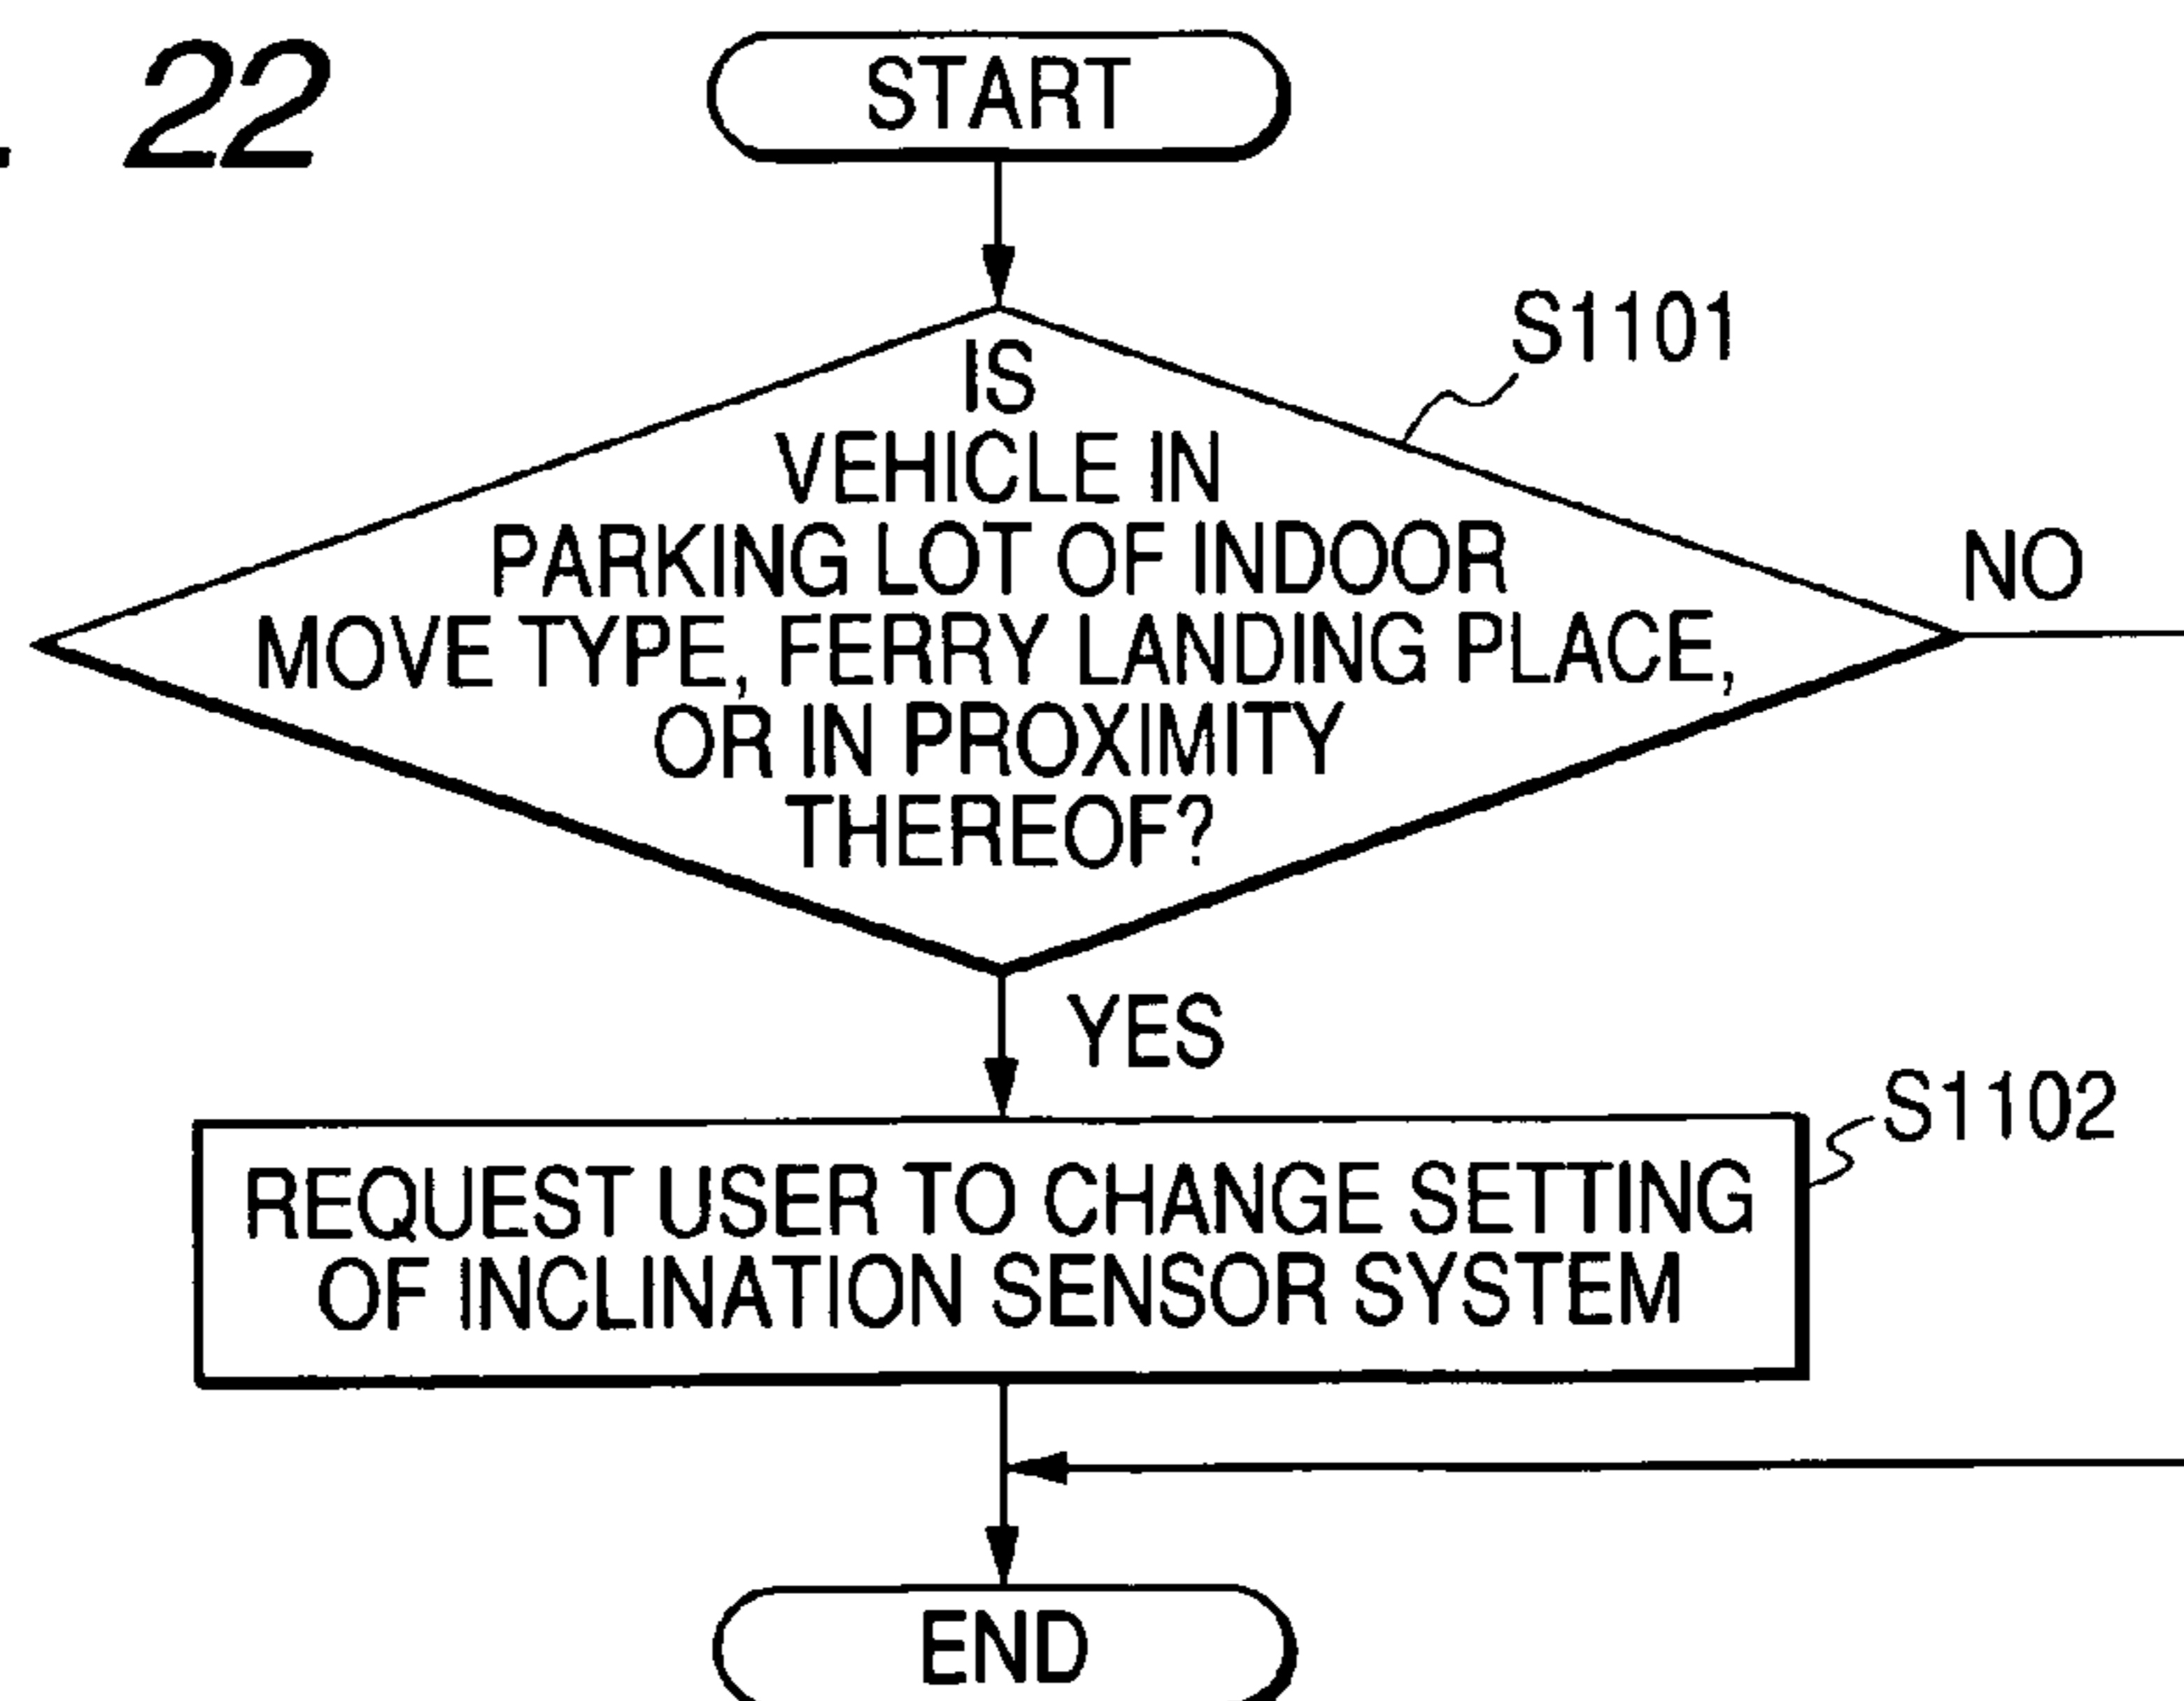 . 22
START
S1101
IS
VEHICLE IN
PARKING LOT OF INDOOR
MOVE TYPE, FERRY LANDING PLACE,
OR IN PROXIMITY
THEREOF?
NO
YES
S1102
REQUEST USER TO CHANGE SETTING
OF INCLINATION SENSOR SYSTEM
END